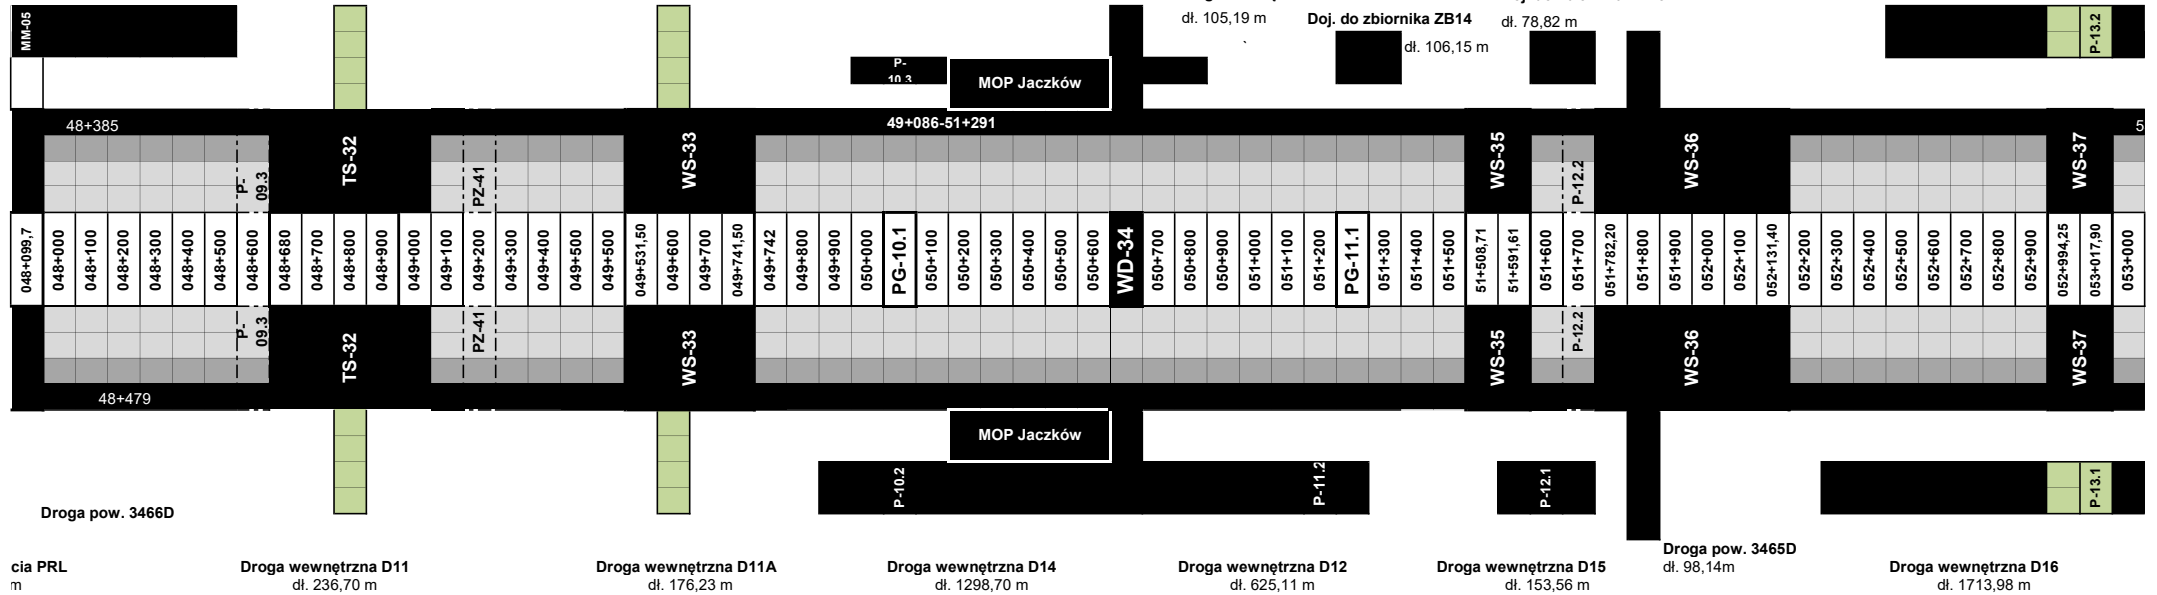 dł. 105,19 m
Doj. do zbiornika ZB14
dł. 78,82 m
dł. 106,15 m
MM-05
P-13.2
P-
10.3
MOP Jaczków
48+385
49+086-51+291
5
P-
09.3
TS-32
PZ-41
WS-33
WS-35
P-12.2
WS-36
WS-37
048+099,7
048+000
048+100
048+200
048+300
048+400
048+500
048+600
048+680
048+700
048+800
048+900
049+000
049+100
049+200
049+300
049+400
049+500
049+500
049+531,50
049+600
049+700
049+741,50
049+742
049+800
049+900
050+000
PG-10.1
050+100
050+200
050+300
050+400
050+500
050+600
WD-34
050+700
050+800
050+900
051+000
051+100
051+200
PG-11.1
051+300
051+400
051+500
51+508,71
51+591,61
051+600
051+700
051+782,20
051+800
051+900
052+000
052+100
052+131,40
052+200
052+300
052+400
052+500
052+600
052+700
052+800
052+900
052+994,25
053+017,90
053+000
P-
09.3
TS-32
PZ-41
WS-33
WS-35
P-12.2
WS-36
WS-37
48+479
MOP Jaczków
P-10.2
P-11.2
P-12.1
P-13.1
Droga pow. 3466D
Droga pow. 3465D
dł. 98,14m
cia PRL
m
Droga wewnętrzna D11
dł. 236,70 m
Droga wewnętrzna D11A
dł. 176,23 m
Droga wewnętrzna D14
dł. 1298,70 m
Droga wewnętrzna D12
dł. 625,11 m
Droga wewnętrzna D15
dł. 153,56 m
Droga wewnętrzna D16
dł. 1713,98 m